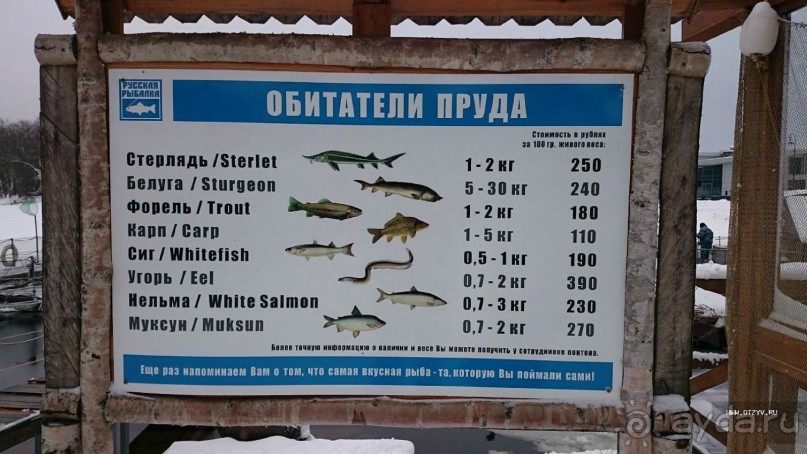 РУССКАЯ
РЫБАЛКА
ОБИТАТЕЛИ ПРУДА
Стоимость в рублях
за 100 гр. живого веса:
Стерлядь /Sterlet 1 - 2 кг 250
Белуга / Sturgeon 5 - 30 кг 240
Форель / Trout 1 - 2 кг 180
Карп / Carp 1 - 5 кг 110
Сиг / Whitefish 0,5 - 1 кг 190
Угорь / Eel 0,7 - 2 кг 390
Нельма / White Salmon 0,7 - 3 кг 230
Муксун / Muksun 0,7 - 2 кг 270
Более точную информацию о наличии и весе Вы можете получить у сотрудников понтона.
Еще раз напоминаем Вам о том, что самая вкусная рыба - та, которую Вы поймали сами!
WWW.OTZYV.RU
otzyv.ru